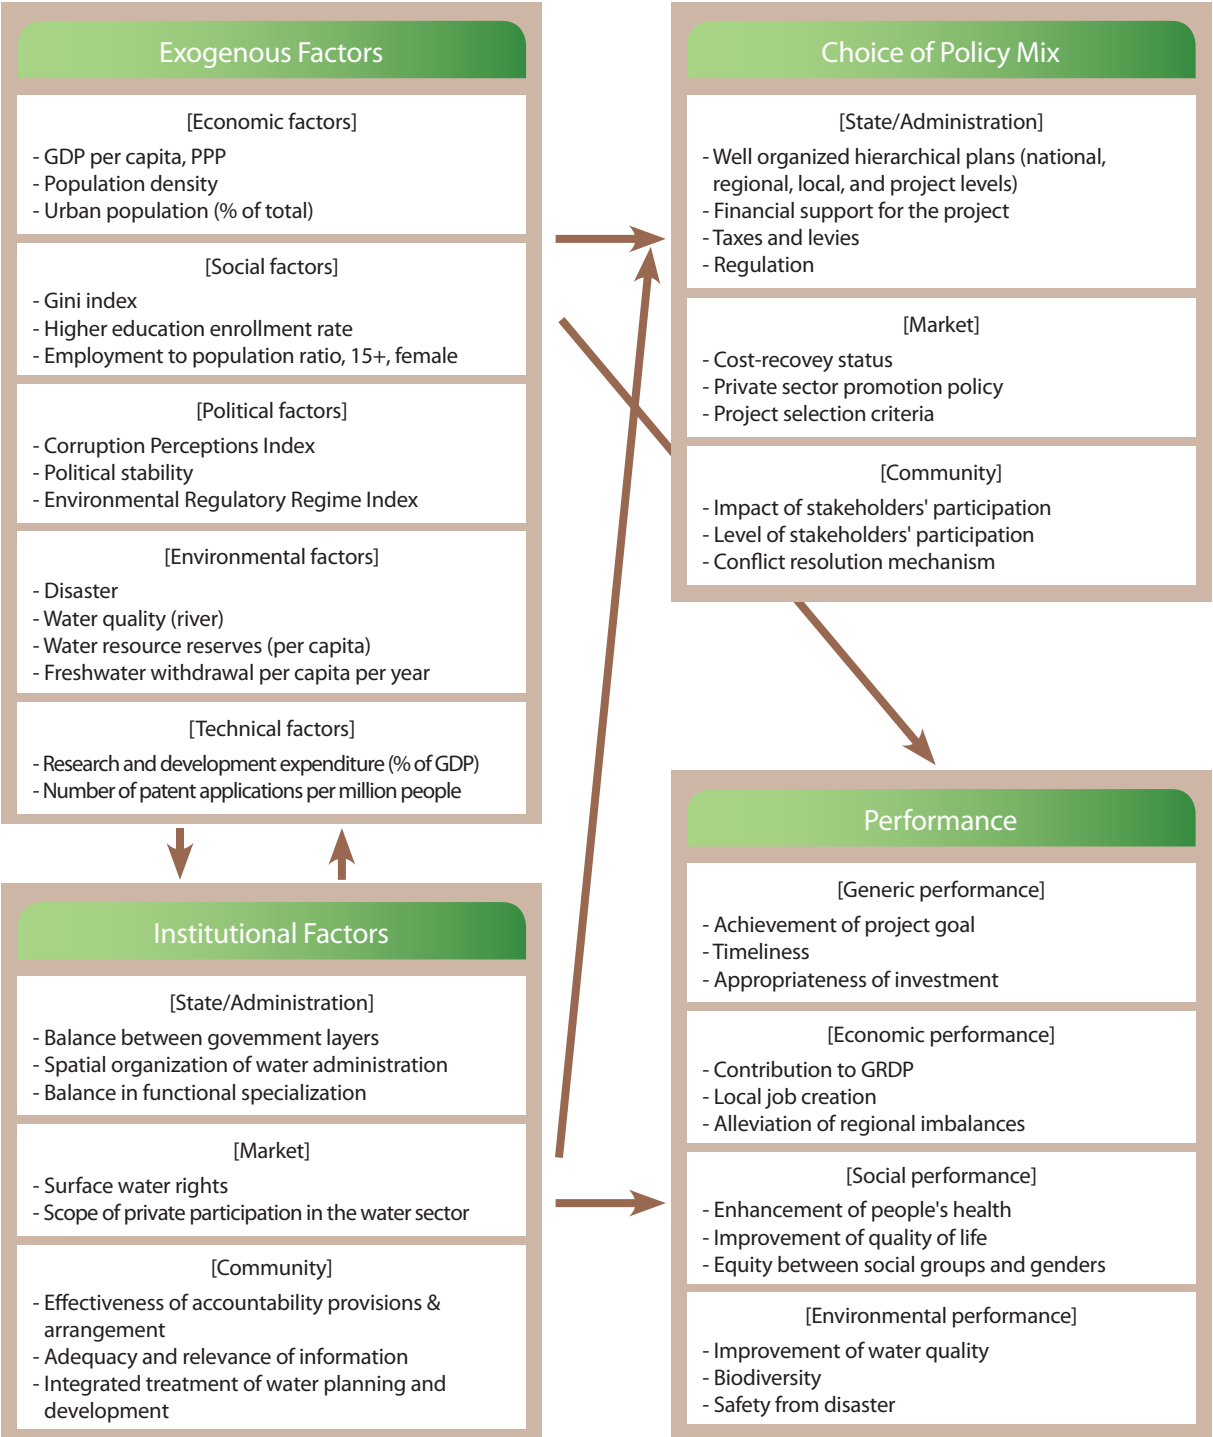 Exogenous Factors
[Economic factors]
- GDP per capita, PPP
- Population density
- Urban population (% of total)
[Social factors]
- Gini index
- Higher education enrollment rate
- Employment to population ratio, 15+, female
[Political factors]
- Corruption Perceptions Index
- Political stability
- Environmental Regulatory Regime Index
[Environmental factors]
- Disaster
- Water quality (river)
- Water resource reserves (per capita)
- Freshwater withdrawal per capita per year
[Technical factors]
- Research and development expenditure (% of GDP)
- Number of patent applications per million people
Institutional Factors
[State/Administration]
- Balance between government layers
- Spatial organization of water administration
- Balance in functional specialization
[Market]
- Surface water rights
- Scope of private participation in the water sector
[Community]
- Effectiveness of accountability provisions &
arrangement
- Adequacy and relevance of information
- Integrated treatment of water planning and
development
Choice of Policy Mix
[State/Administration]
- Well organized hierarchical plans (national,
regional, local, and project levels)
- Financial support for the project
- Taxes and levies
- Regulation
[Market]
- Cost-recovey status
- Private sector promotion policy
- Project selection criteria
[Community]
- Impact of stakeholders' participation
- Level of stakeholders' participation
- Conflict resolution mechanism
Performance
[Generic performance]
- Achievement of project goal
- Timeliness
- Appropriateness of investment
[Economic performance]
- Contribution to GRDP
- Local job creation
- Alleviation of regional imbalances
[Social performance]
- Enhancement of people's health
- Improvement of quality of life
- Equity between social groups and genders
[Environmental performance]
- Improvement of water quality
- Biodiversity
- Safety from disaster